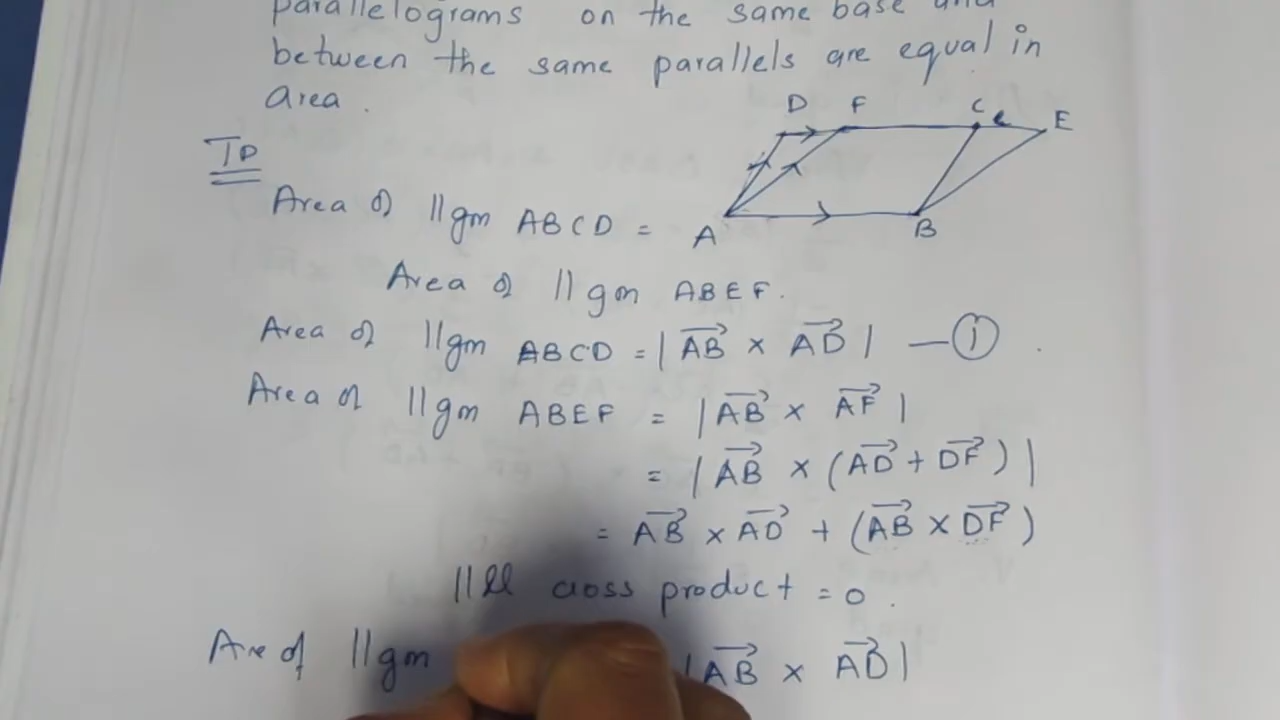 parallelograms on the same base and
between the same parallels are equal in
area.
D F C E
TP
Area of ||gm ABCD =
A B
Area of ||gm ABEF.
Area of ||gm ABCD = |AB⃗ × AD⃗| — ①
Area of ||gm ABEF = |AB⃗ × AF⃗|
= |AB⃗ × (AD⃗ + DF⃗)|
= AB⃗ × AD⃗ + (AB⃗ × DF⃗)
||ll cross product = 0.
Area of ||gm |AB⃗ × AD⃗|